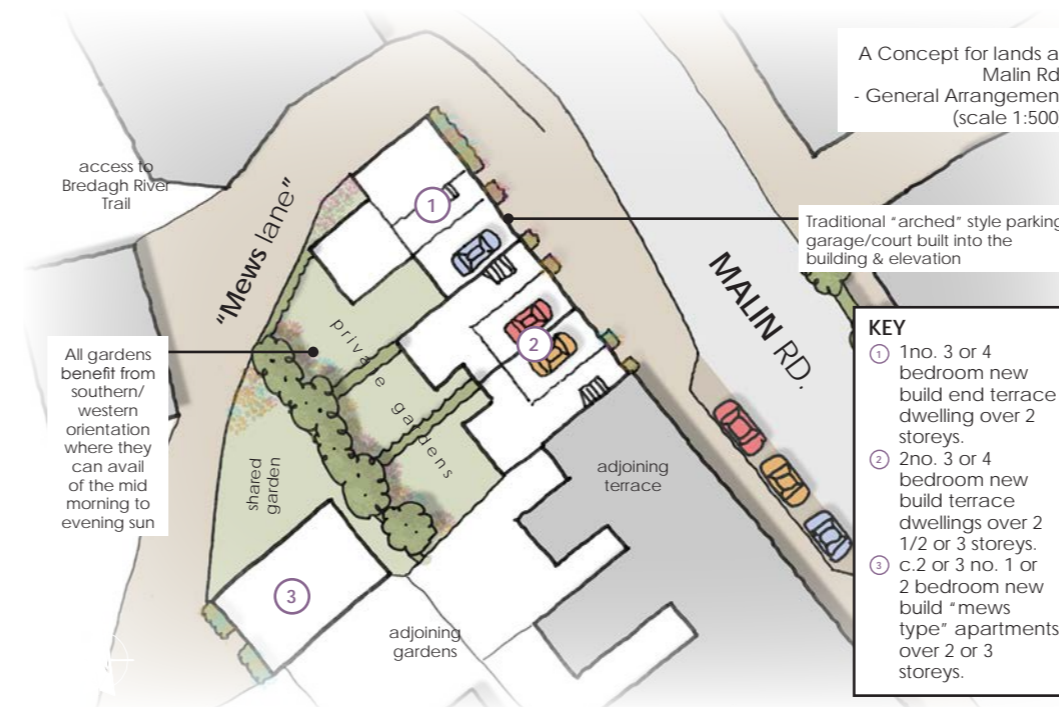 A Concept for lands a
Malin Rd
- General Arrangemen
(scale 1:500
access to
Bredagh River
Trail
"Mews lane"
1
Traditional "arched" style parking
garage/court built into the
building & elevation
MALIN RD.
2
private gardens
All gardens
benefit from
southern/
western
orientation
where they
can avail
of the mid
morning to
evening sun
shared
garden
adjoining
terrace
3
adjoining
gardens
KEY
1 1no. 3 or 4
bedroom new
build end terrace
dwelling over 2
storeys.
2 2no. 3 or 4
bedroom new
build terrace
dwellings over 2
1/2 or 3 storeys.
3 c.2 or 3 no. 1 or
2 bedroom new
build "mews
type" apartments
over 2 or 3
storeys.